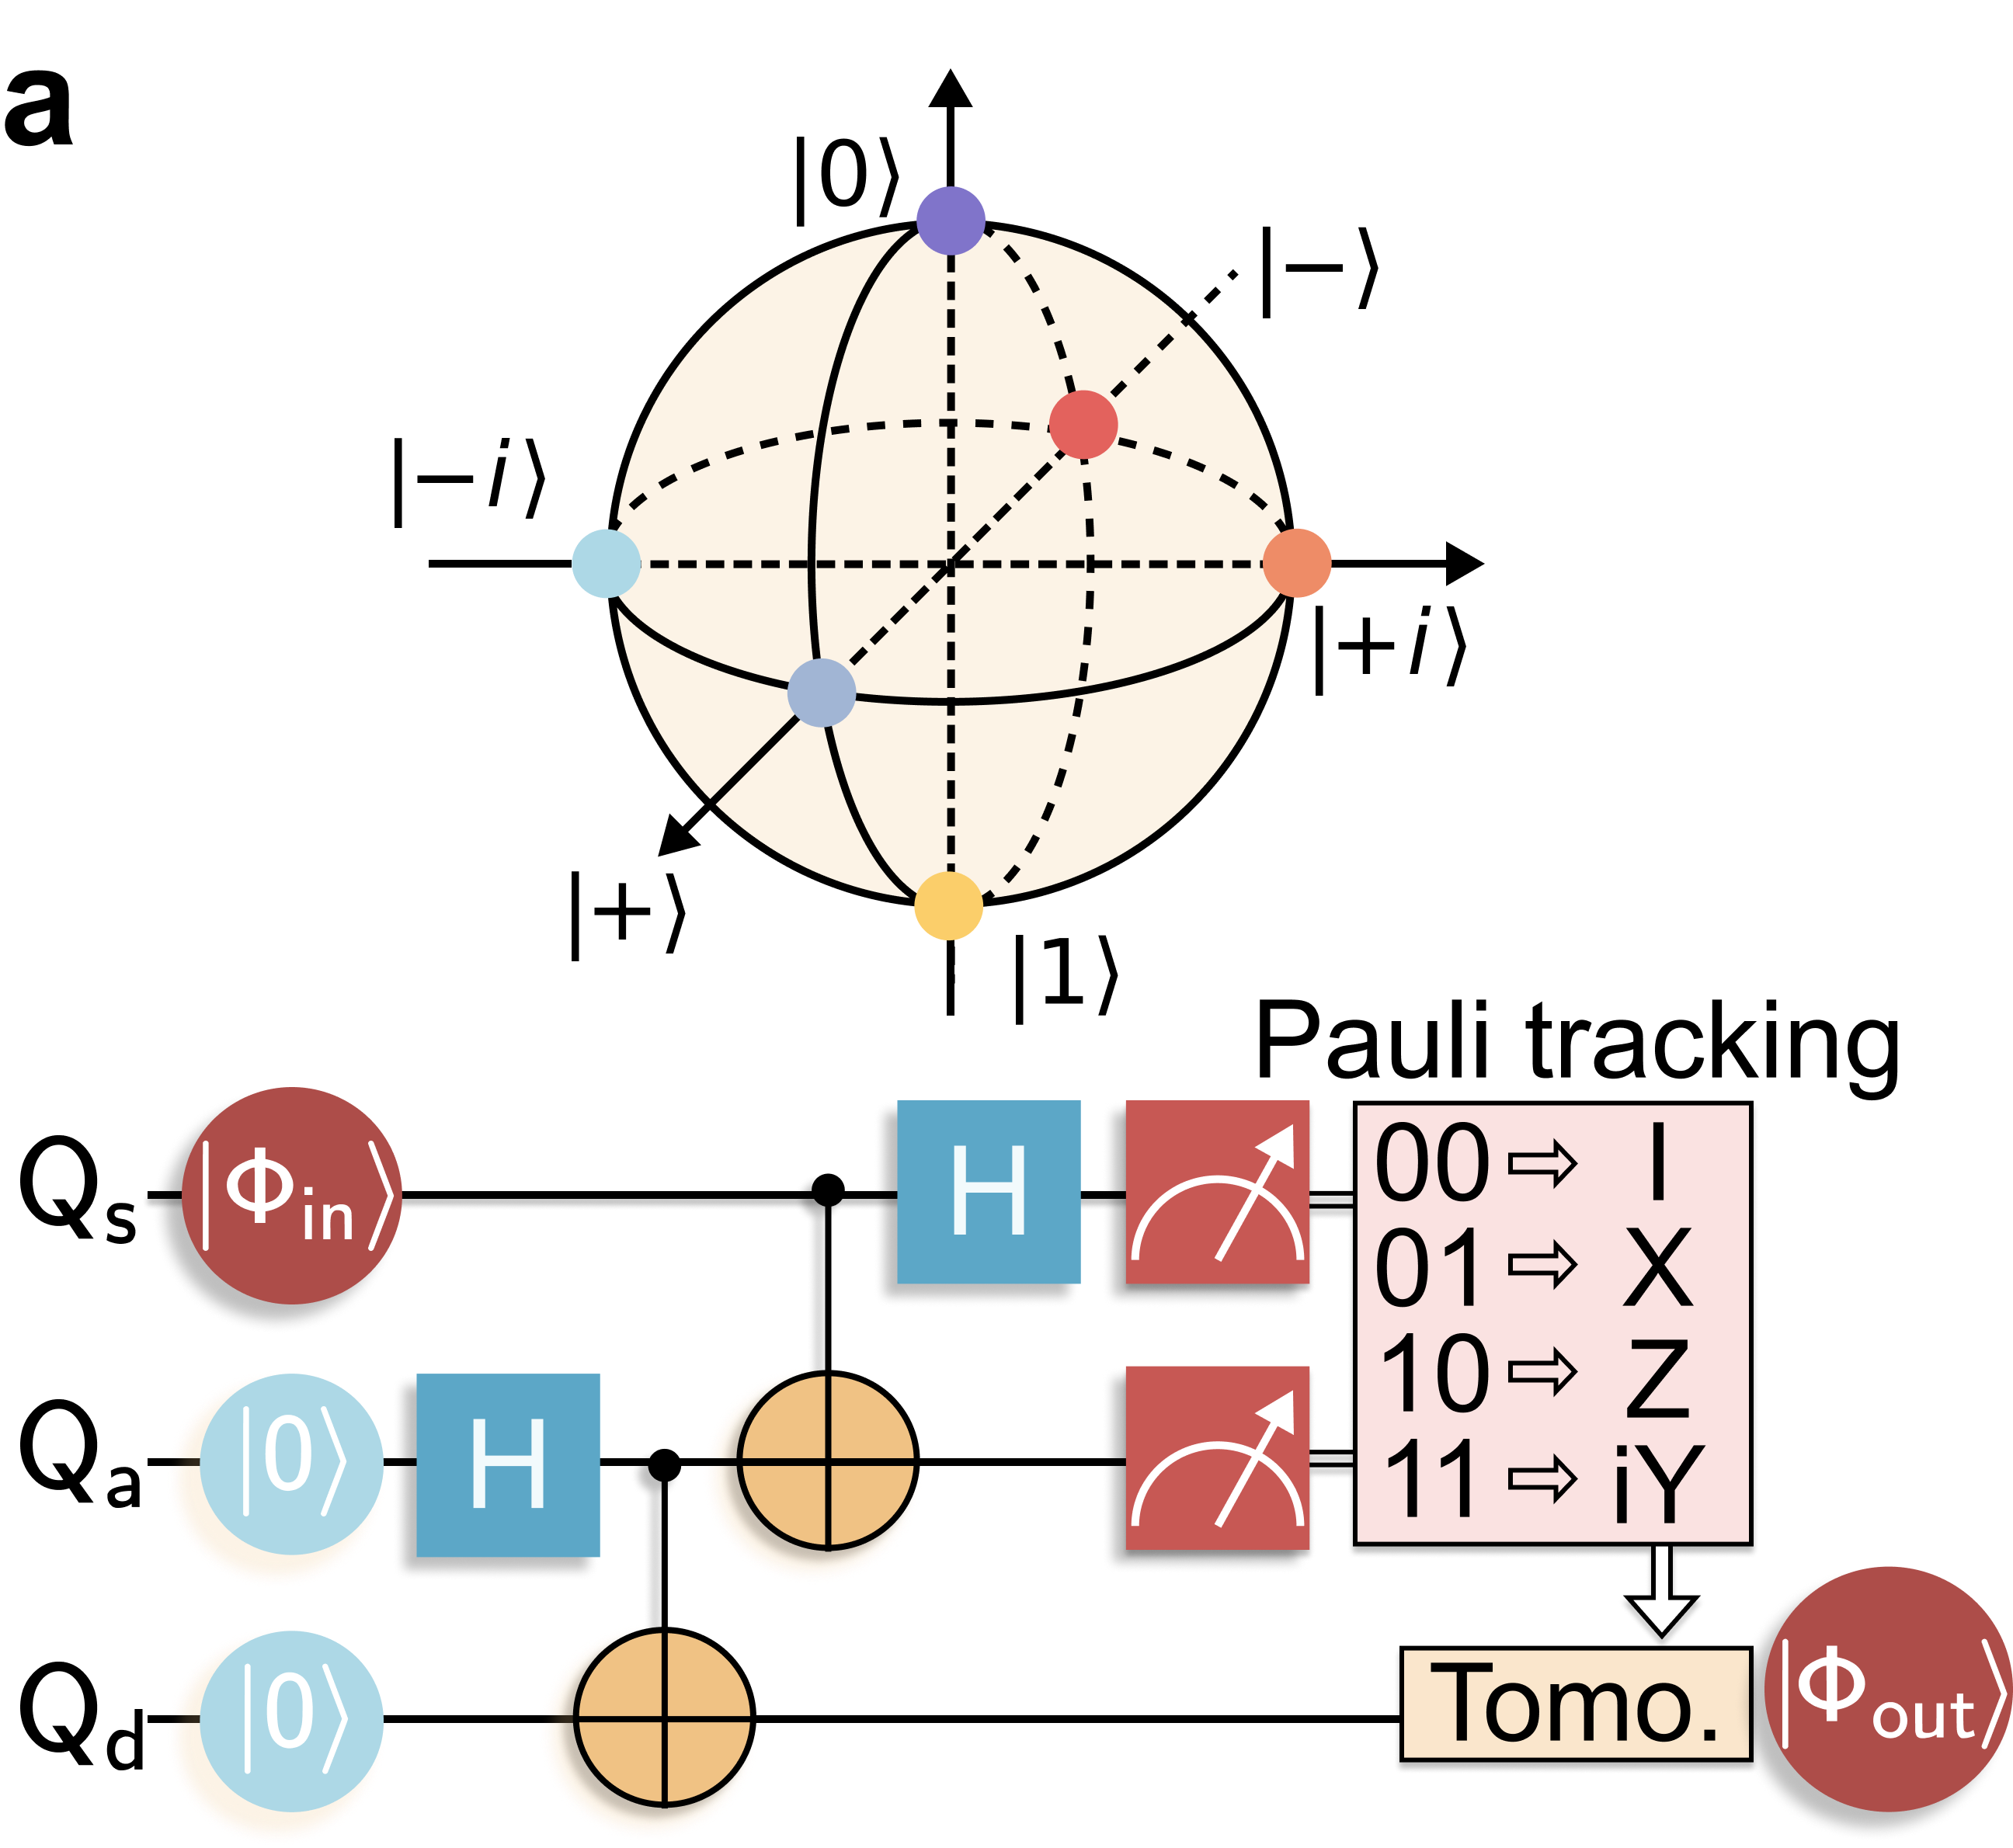 a
|0⟩
|−⟩
|−i⟩
|+i⟩
|+⟩
|1⟩
Pauli tracking
Qs |Φin⟩ H
00 ⇨ I
01 ⇨ X
10 ⇨ Z
11 ⇨ iY
Qa |0⟩ H
Qd |0⟩ Tomo. |Φout⟩